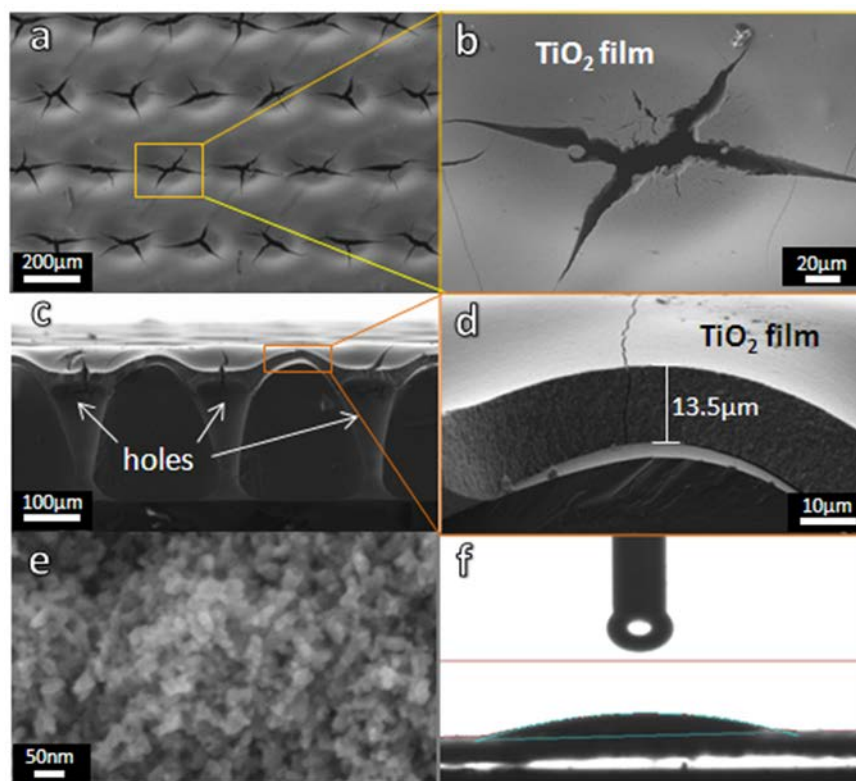 a
b
TiO₂ film
200μm
20μm
c
holes
100μm
d
TiO₂ film
13.5μm
10μm
e
50nm
f